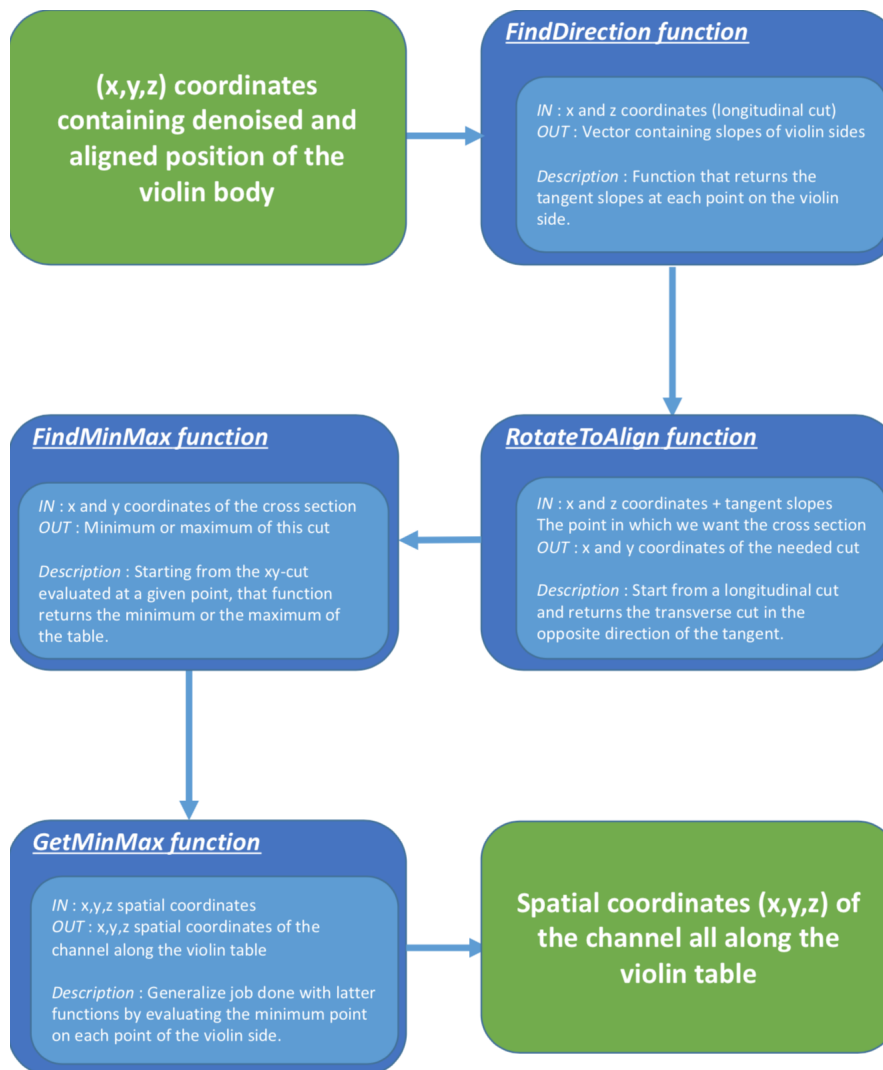 (x,y,z) coordinates
containing denoised and
aligned position of the
violin body
FindDirection function
IN : x and z coordinates (longitudinal cut)
OUT : Vector containing slopes of violin sides
Description : Function that returns the
tangent slopes at each point on the violin
side.
RotateToAlign function
IN : x and z coordinates + tangent slopes
The point in which we want the cross section
OUT : x and y coordinates of the needed cut
Description : Start from a longitudinal cut
and returns the transverse cut in the
opposite direction of the tangent.
FindMinMax function
IN : x and y coordinates of the cross section
OUT : Minimum or maximum of this cut
Description : Starting from the xy-cut
evaluated at a given point, that function
returns the minimum or the maximum of
the table.
GetMinMax function
IN : x,y,z spatial coordinates
OUT : x,y,z spatial coordinates of the
channel along the violin table
Description : Generalize job done with latter
functions by evaluating the minimum point
on each point of the violin side.
Spatial coordinates (x,y,z) of
the channel all along the
violin table